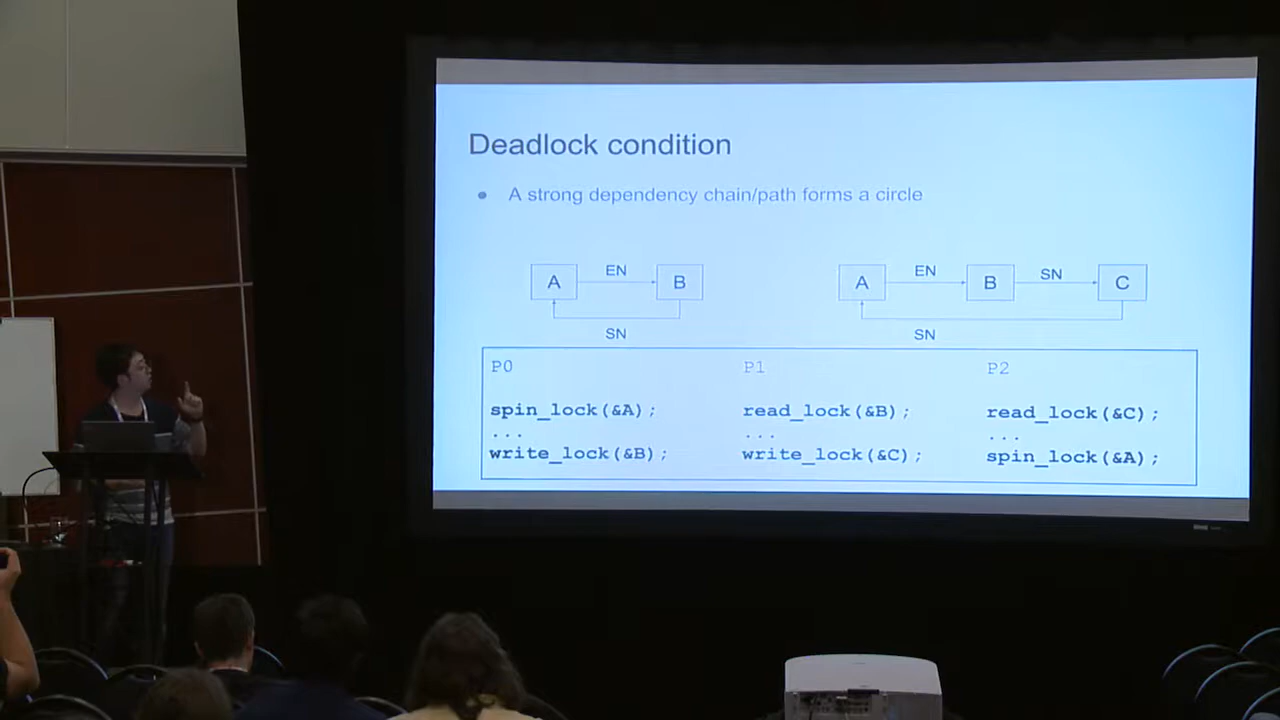 Deadlock condition
● A strong dependency chain/path forms a circle
A EN B SN
A EN B SN C SN
P0 P1 P2
spin_lock(&A); read_lock(&B); read_lock(&C);
... ... ...
write_lock(&B); write_lock(&C); spin_lock(&A);